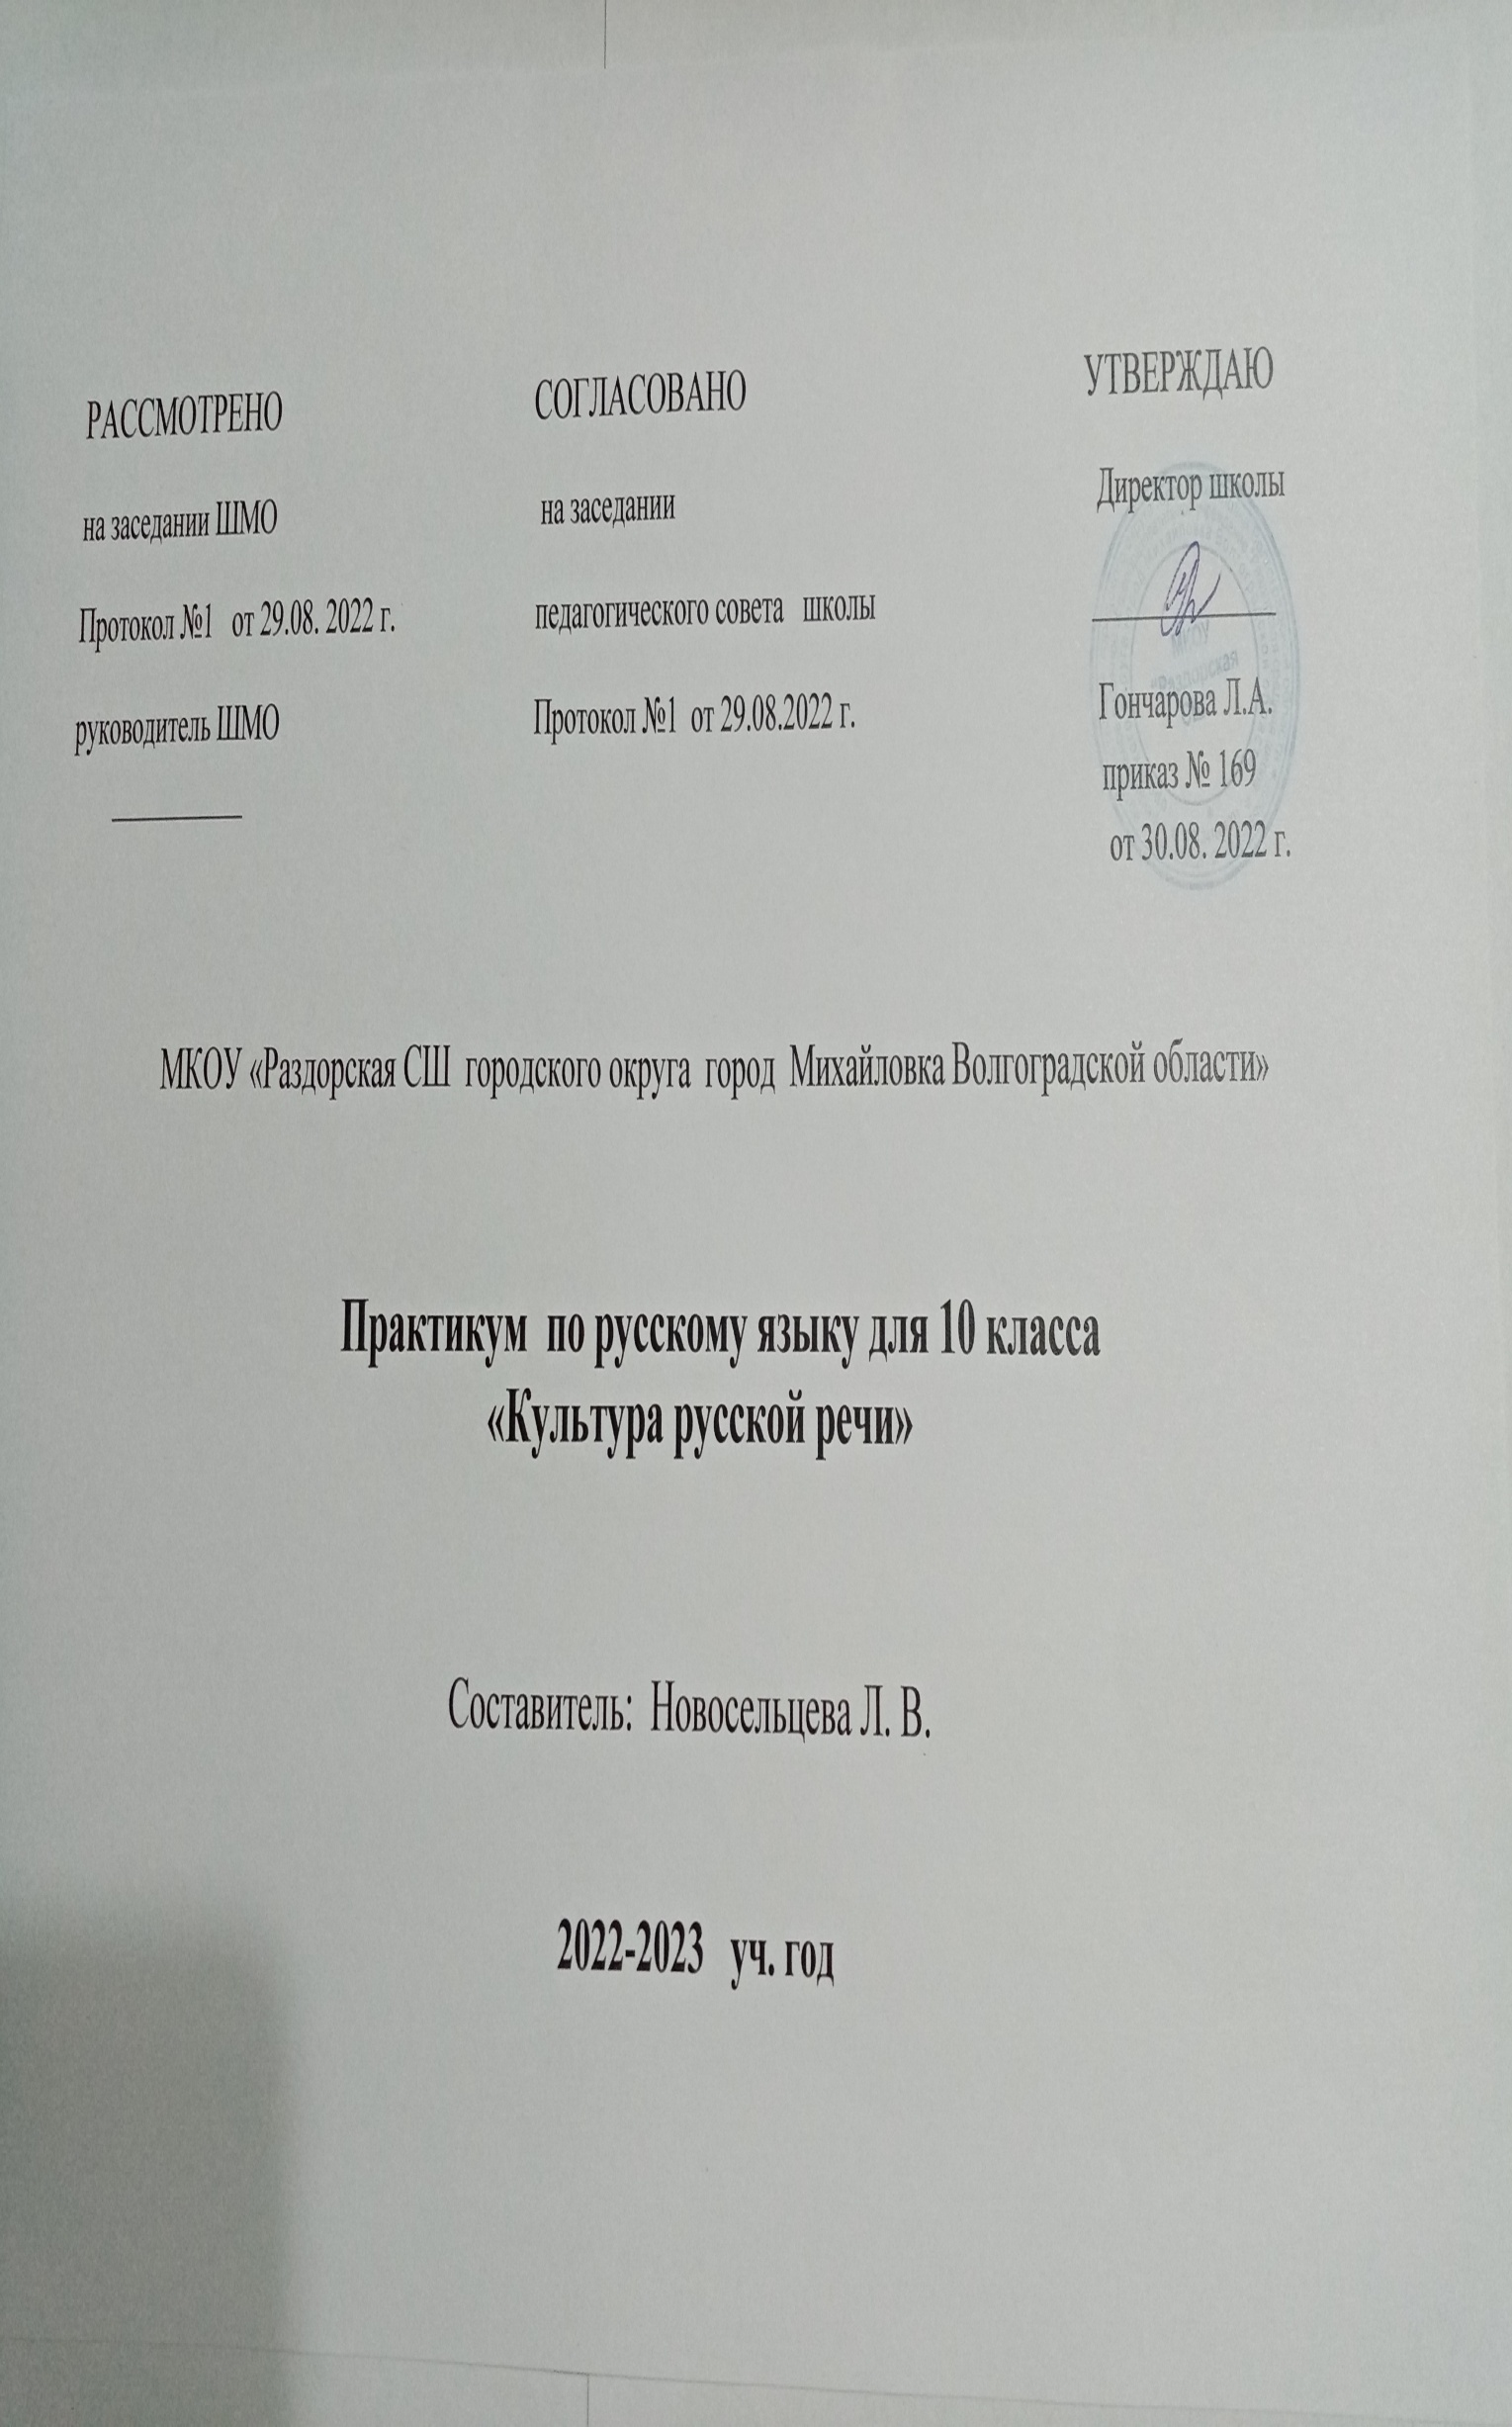 РАССМОТРЕНО
на заседании ШМО
Протокол №1 от 29.08. 2022 г.
руководитель ШМО
СОГЛАСОВАНО
на заседании
педагогического совета школы
Протокол №1 от 29.08.2022 г.
УТВЕРЖДАЮ
Директор школы
Гончарова Л.А.
приказ № 169
от 30.08. 2022 г.
МКОУ «Раздорская СШ городского округа город Михайловка Волгоградской области»
Практикум по русскому языку для 10 класса
«Культура русской речи»
Составитель: Новосельцева Л. В.
2022-2023 уч. год